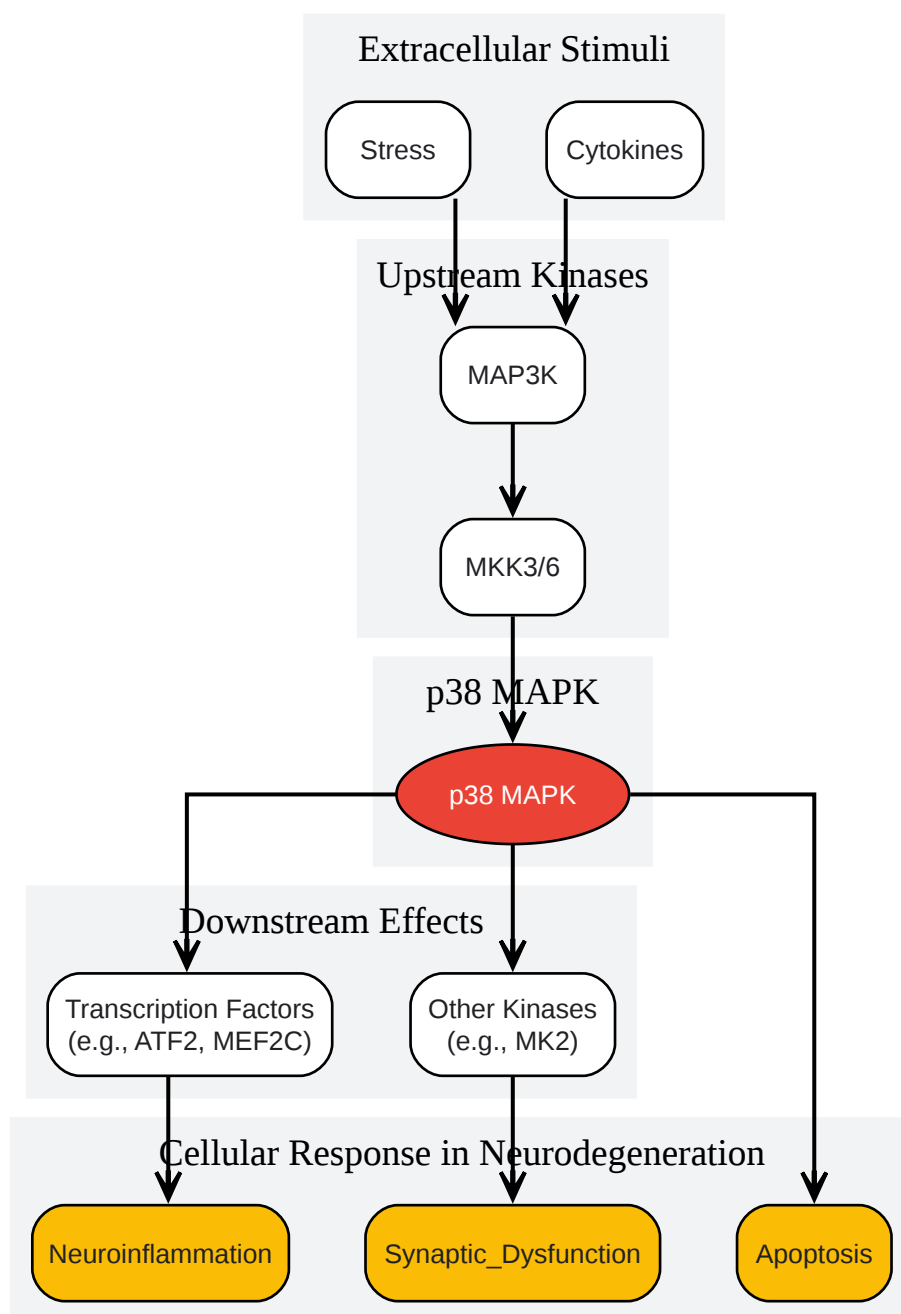 Extracellular Stimuli
Stress
Cytokines
Upstream Kinases
MAP3K
MKK3/6
p38 MAPK
p38 MAPK
Downstream Effects
Transcription Factors
(e.g., ATF2, MEF2C)
Other Kinases
(e.g., MK2)
Cellular Response in Neurodegeneration
Neuroinflammation
Synaptic_Dysfunction
Apoptosis